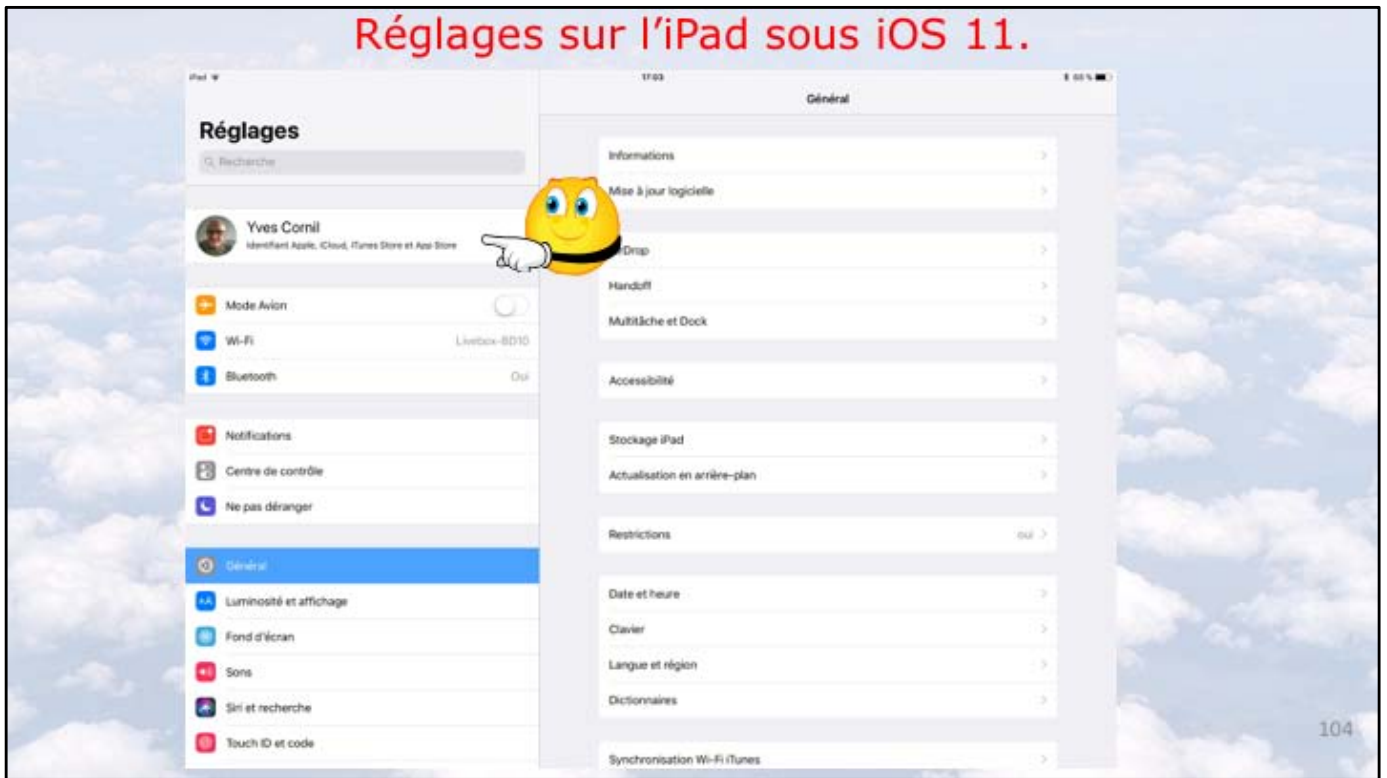 Réglages sur l'iPad sous iOS 11.
iPad
17:03
Général
Réglages
Recherche
Yves Cornil
Identifiant Apple, iCloud, iTunes Store et App Store
Mode Avion
Wi-Fi Livebox-8D10
Bluetooth Oui
Notifications
Centre de contrôle
Ne pas déranger
Général
Luminosité et affichage
Fond d'écran
Sons
Siri et recherche
Touch ID et code
Informations
Mise à jour logicielle
Handoff
Multitâche et Dock
Accessibilité
Stockage iPad
Actualisation en arrière-plan
Restrictions oui
Date et heure
Clavier
Langue et région
Dictionnaires
Synchronisation Wi-Fi iTunes
104